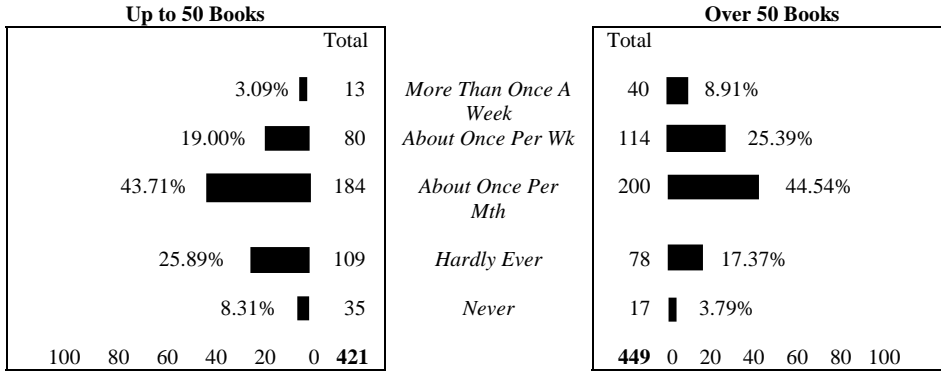 Up to 50 Books Over 50 Books
Total Total
3.09% 13 More Than Once A Week 40 8.91%
19.00% 80 About Once Per Wk 114 25.39%
43.71% 184 About Once Per Mth 200 44.54%
25.89% 109 Hardly Ever 78 17.37%
8.31% 35 Never 17 3.79%
100 80 60 40 20 0 421 449 0 20 40 60 80 100